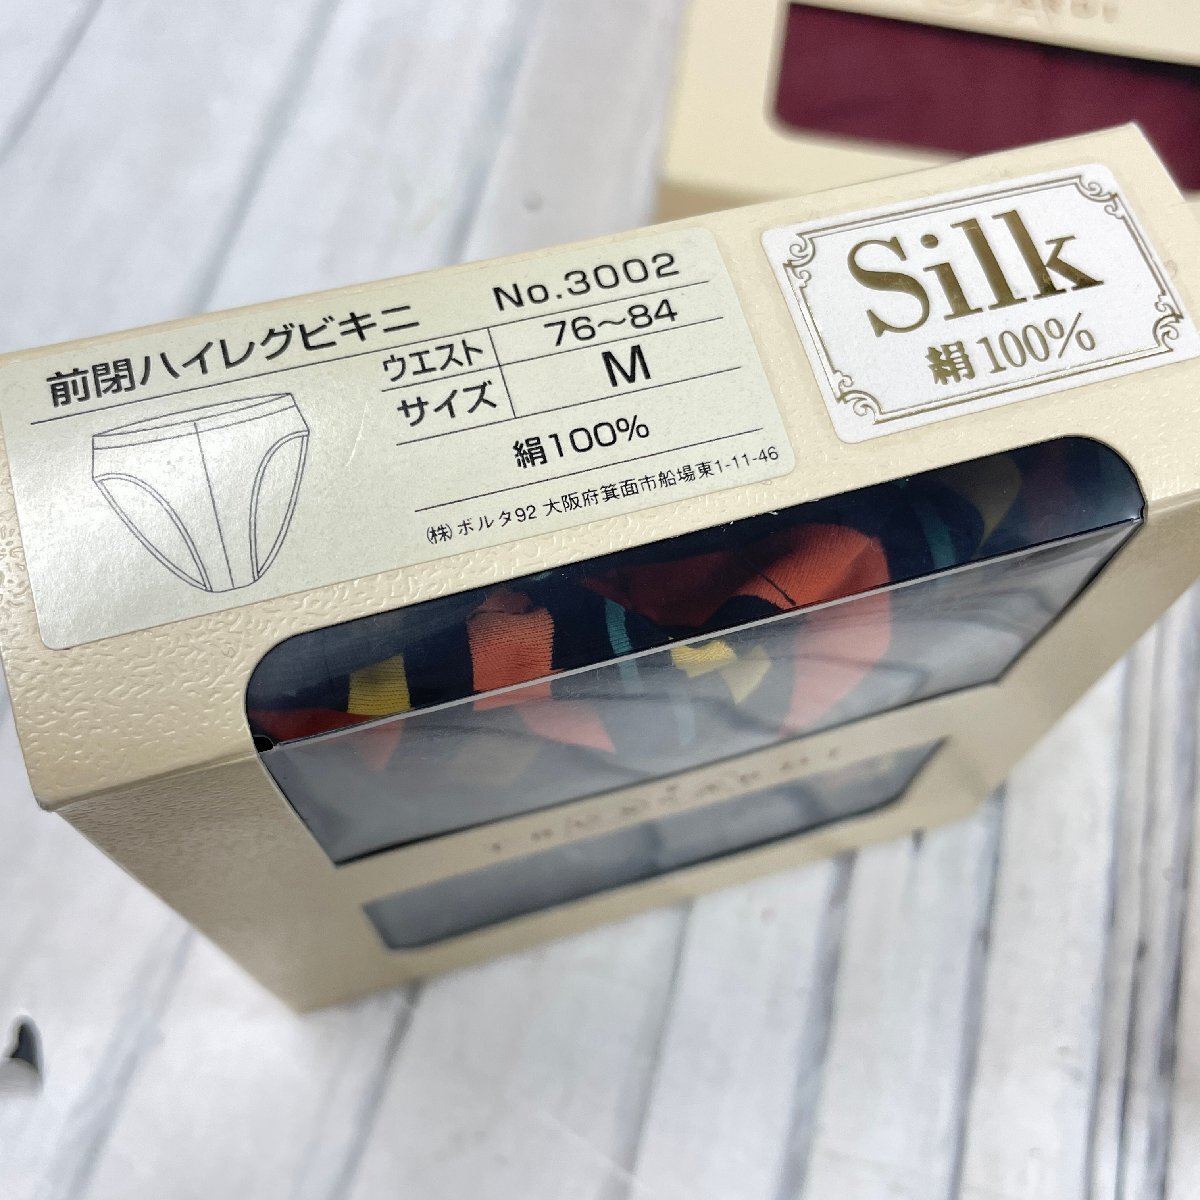 前閉ハイレグビキニ No.3002
ウエスト 76〜84
サイズ M
絹100%
㈱ボルタ92 大阪府箕面市船場東1-11-46
Silk
絹100%